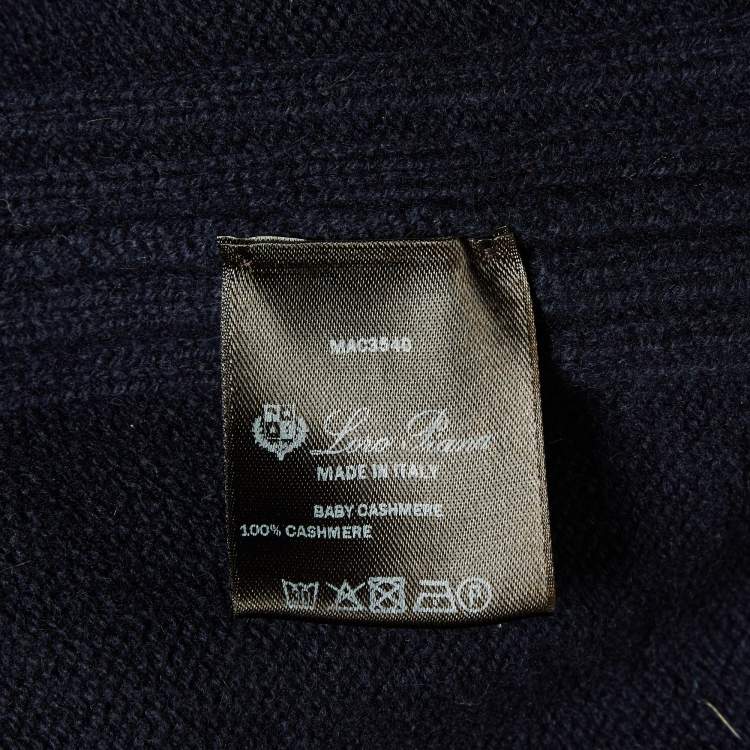 MAC3540
Loro Piana
MADE IN ITALY
BABY CASHMERE
100% CASHMERE
P